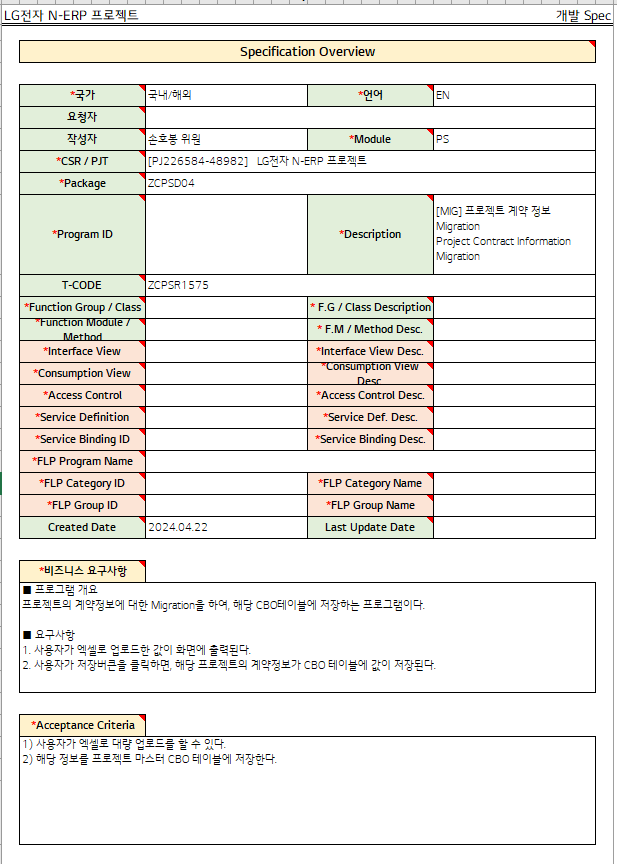 LG전자 N-ERP 프로젝트 개발 Spec
Specification Overview
*국가 국내/해외 *언어 EN
요청자
작성자 손호봉 위원 *Module PS
*CSR / PJT [PJ226584-48982] LG전자 N-ERP 프로젝트
*Package ZCPSD04
*Program ID *Description [MIG] 프로젝트 계약 정보
Migration
Project Contract Information
Migration
T-CODE ZCPSR1575
*Function Group / Class * F.G / Class Description
*Function Module /
Method * F.M / Method Desc.
*Interface View *Interface View Desc.
*Consumption View *Consumption View
Desc
*Access Control *Access Control Desc.
*Service Definition *Service Def. Desc.
*Service Binding ID *Service Binding Desc.
*FLP Program Name
*FLP Category ID *FLP Category Name
*FLP Group ID *FLP Group Name
Created Date 2024.04.22 Last Update Date
*비즈니스 요구사항
■ 프로그램 개요
프로젝트의 계약정보에 대한 Migration을 하여, 해당 CBO테이블에 저장하는 프로그램이다.
■ 요구사항
1. 사용자가 엑셀로 업로드한 값이 화면에 출력된다.
2. 사용자가 저장버튼을 클릭하면, 해당 프로젝트의 계약정보가 CBO 테이블에 값이 저장된다.
*Acceptance Criteria
1) 사용자가 엑셀로 대량 업로드를 할 수 있다.
2) 해당 정보를 프로젝트 마스터 CBO 테이블에 저장한다.